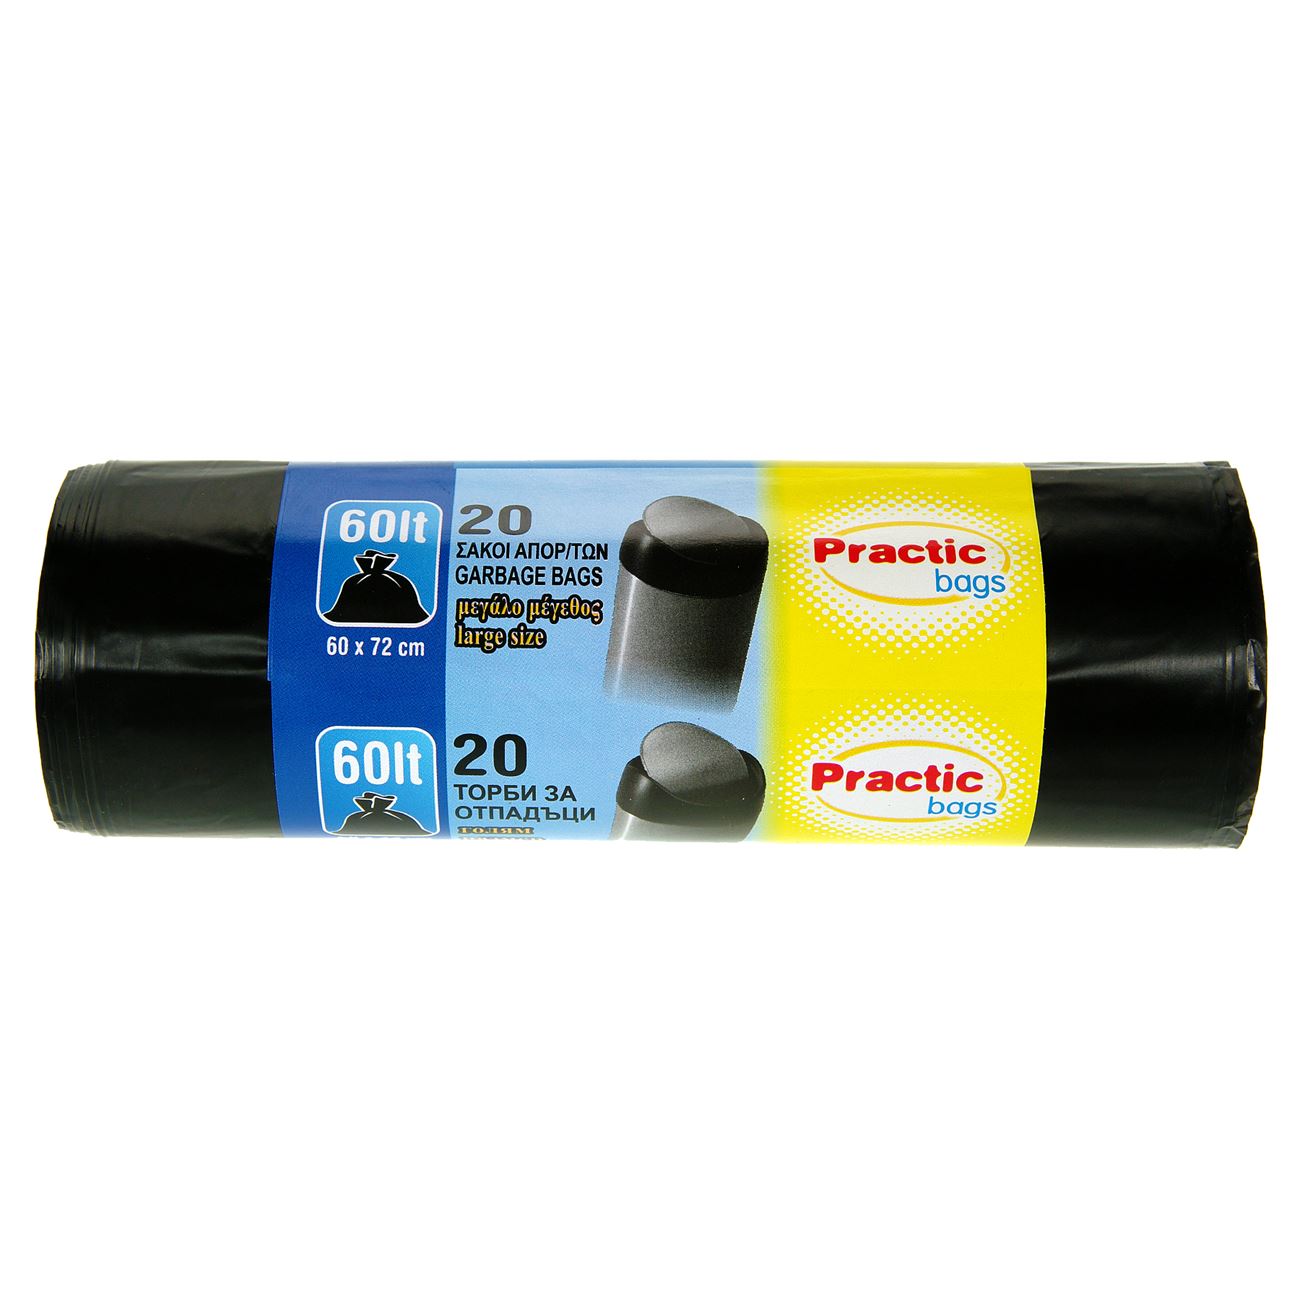 60lt
60 x 72 cm
20
ΣΑΚΟΙ ΑΠΟΡ/ΤΩΝ
GARBAGE BAGS
μεγάλο μέγεθος
large size
Practic
bags
60lt
20
ТОРБИ ЗА
ОТПАДЪЦИ
голям
Practic
bags